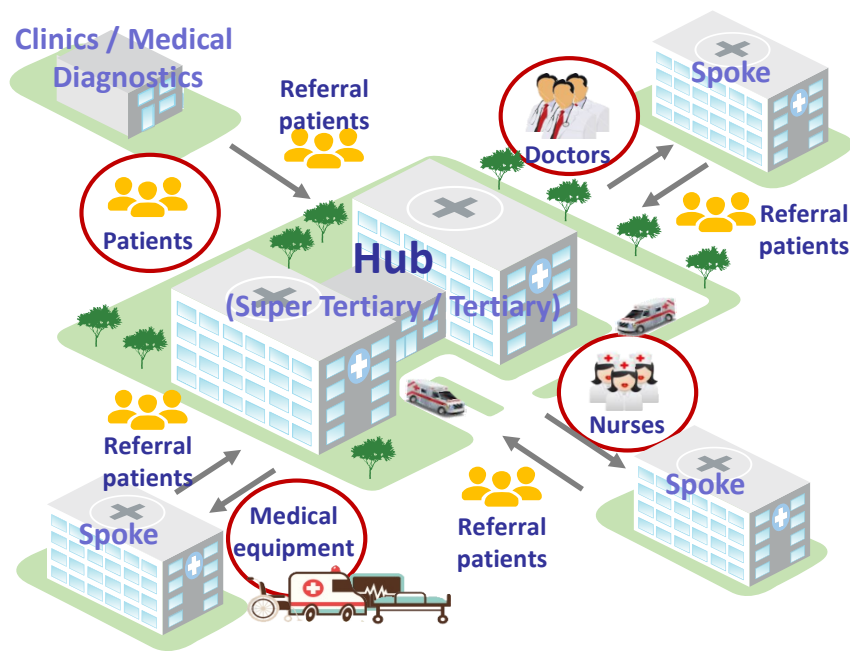 Clinics / Medical
Diagnostics
Spoke
Referral
patients
Doctors
Patients
Referral
patients
Hub
(Super Tertiary / Tertiary)
Nurses
Referral
patients
Spoke
Referral
patients
Spoke
Medical
equipment